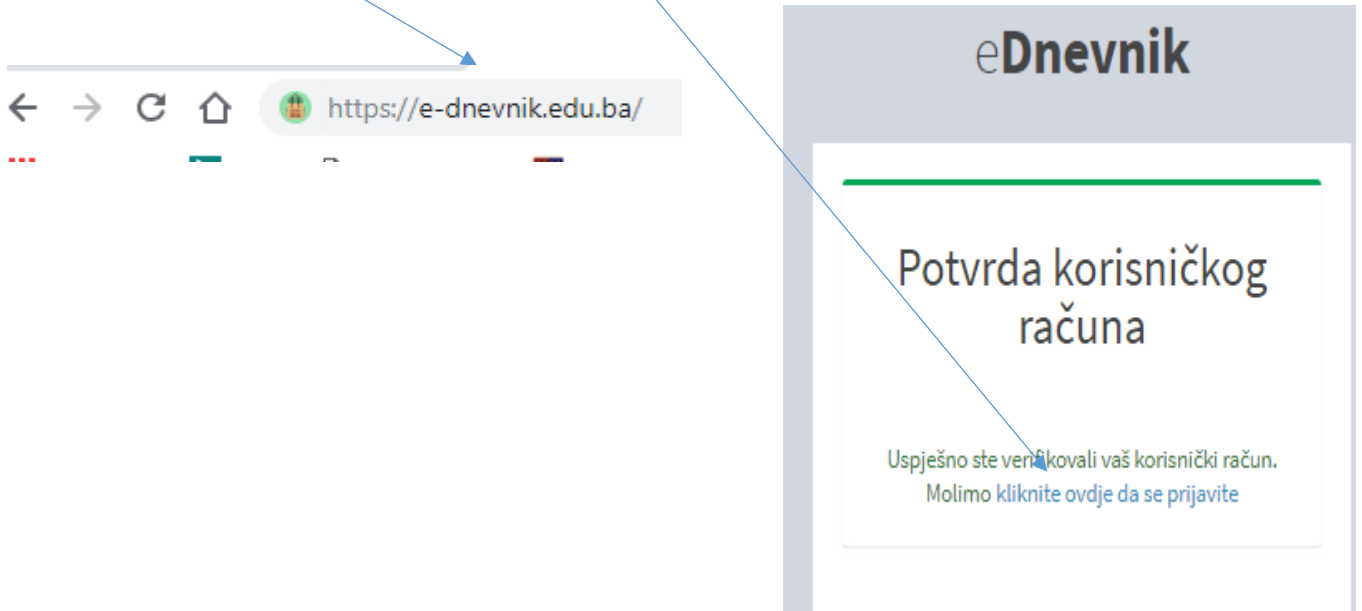 https://e-dnevnik.edu.ba/
eDnevnik
Potvrda korisničkog
računa
Uspješno ste verifikovali vaš korisnički račun.
Molimo kliknite ovdje da se prijavite